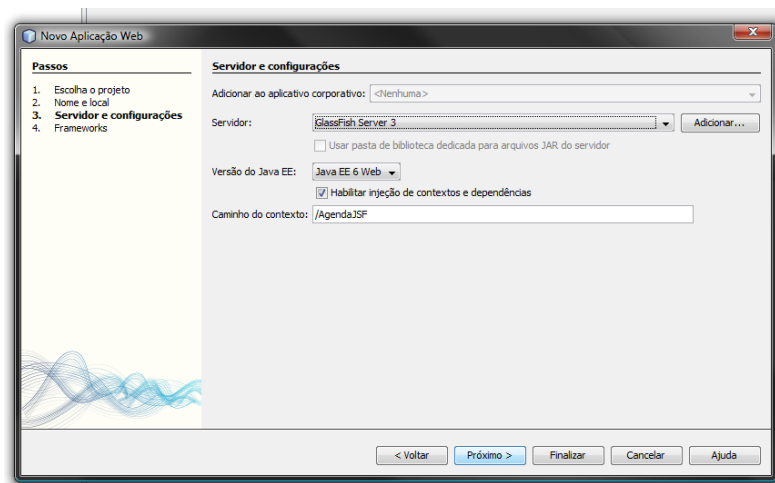 Novo Aplicação Web
Passos
1. Escolha o projeto
2. Nome e local
3. Servidor e configurações
4. Frameworks
Servidor e configurações
Adicionar ao aplicativo corporativo: <Nenhuma>
Servidor: GlassFish Server 3 Adicionar...
Usar pasta de biblioteca dedicada para arquivos JAR do servidor
Versão do Java EE: Java EE 6 Web
Habilitar injeção de contextos e dependências
Caminho do contexto: /AgendaJSF
< Voltar Próximo > Finalizar Cancelar Ajuda